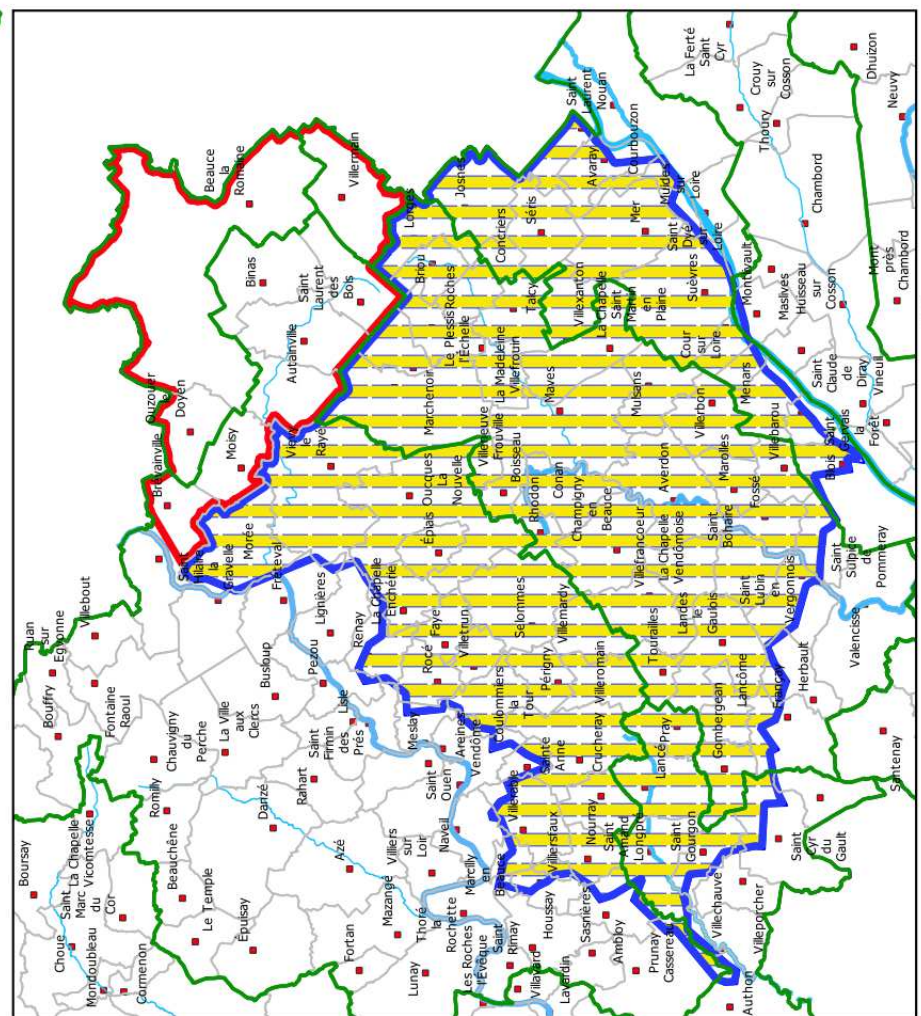 Authon
Villeporcher
Villechauve
Prunay
Cassereau
Ambloy
Sasnières
Houssay
Lavardin
Villavard
Saint
Rimay
Les Roches
l'Évêque
Thoré
la
Rochette
Lunay
Mazangé
Fortan
Épuisay
Le Temple
Cormenon
Mondoubleau
Choue
Saint
Marc
du
Cor
La Chapelle
Vicomtesse
Boursay
Beauchêne
Romilly
Danzé
Azé
Villiers
sur
Loir
Marcilly
en
Beauce
Naveil
Villiersfaux
Nourray
Saint
Amand
Longpré
Saint
Gourgon
Saint
Cyr
du
Gault
Santenay
Gombergean
Lancé
Pray
Crucheray
Sainte
Anne
Villerable
Vendôme
Areines
Saint
Ouen
Meslay
Saint
Firmin
des
Prés
Rahart
La Ville
aux
Clercs
Chauvigny
du
Perche
Fontaine
Raoul
Bouffry
Ruan
sur
Egvonne
Villebout
Busloup
Lisle
Pezou
Lignières
Renay
Rocé
Faye
Villetrun
Coulommiers
la
Tour
Périgny
Villeromain
Villemardy
Selommes
Tourailles
Landes
le
Gaulois
Lancôme
Françay
Herbault
Valencisse
Saint
Lubin
en
Vergonnois
Saint
Sulpice
de
Pommeray
Saint
Bohaire
La Chapelle
Vendômoise
Villefrancoeur
Champigny
en
Beauce
Averdon
Marolles
Fossé
Villebarou
Villerbon
Blois
Saint
Gervais
la
Forêt
Vineuil
Saint
Claude
de
Diray
Menars
Mulsans
Maves
Conan
Rhodon
Boisseau
Épiais
La Chapelle
Enchérie
Fréteval
Morée
Saint
Hilaire
la
Gravelle
Brévainville
Moisy
Ouzouer
le
Doyen
Vievy
le
Rayé
Oucques
La
Nouvelle
Villeneuve
Frouville
Marchenoir
La Madeleine
Villefrouin
Le Plessis
l'Échelle
Roches
Talcy
Villexanton
La Chapelle
Saint
Martin
en
Plaine
Cour
sur
Loire
Suèvres
Montlivault
Maslives
Huisseau
sur
Cosson
Mont
près
Chambord
Chambord
Saint
Dyé
sur
Loire
Muides
sur
Loire
Mer
Séris
Concriers
Briou
Lorges
Josnes
Avaray
Courbouzon
Saint
Laurent
Nouan
Thoury
Crouy
sur
Cosson
La Ferté
Saint
Cyr
Dhuizon
Neuvy
Autainville
Saint
Laurent
des
Bois
Binas
Villermain
Beauce
la
Romaine